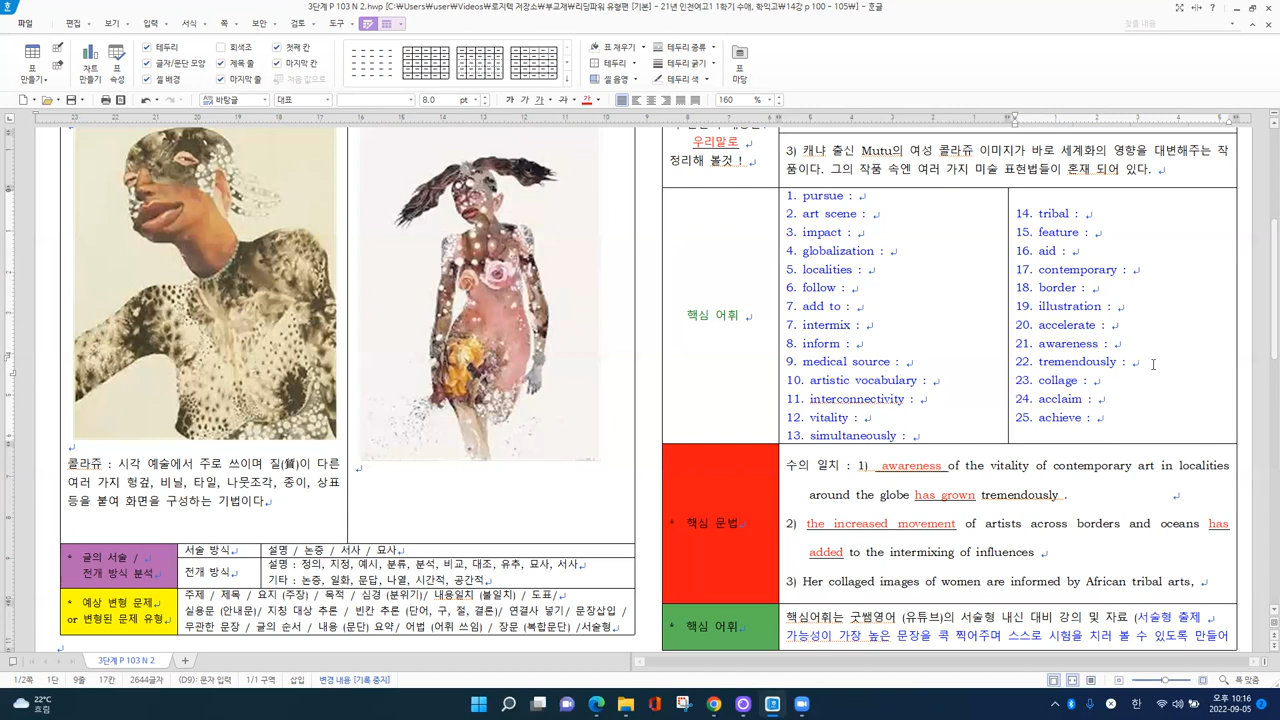 3단계 P 103 N 2.hwp [C:￦Users￦user￦Videos￦로지텍 저장소￦부교재￦리딩파워 유형편 [기본] - 21년 인천여고1 1학기 수애, 학익고￦14강 p 100 - 105￦] - 한글
파일 편집 보기 입력 서식 쪽 보안 검토 도구
찾을 내용
표 만들기
차트 만들기
표 속성
테두리 회색조 첫째 칸
글자/문단 모양 제목 줄 마지막 칸
셀 배경 마지막 줄 처음 값으로
표 채우기 테두리 종류
테두리 테두리 굵기
셀 음영 테두리 색
표 마당
바탕글 대표 8.0 pt 가 가 가 가 가 160 %
우리말로
정리해 볼것 !
3) 캐냐 출신 Mutu의 여성 콜라쥬 이미지가 바로 세계화의 영향을 대변해주는 작
품이다. 그의 작품 속엔 여러 가지 미술 표현법들이 혼재 되어 있다.
핵심 어휘
1. pursue :
2. art scene :
3. impact :
4. globalization :
5. localities :
6. follow :
7. add to :
7. intermix :
8. inform :
9. medical source :
10. artistic vocabulary :
11. interconnectivity :
12. vitality :
13. simultaneously :
14. tribal :
15. feature :
16. aid :
17. contemporary :
18. border :
19. illustration :
20. accelerate :
21. awareness :
22. tremendously :
23. collage :
24. acclaim :
25. achieve :
콜라쥬 : 시각 예술에서 주로 쓰이며 질(質)이 다른
여러 가지 헝겊, 비닐, 타일, 나뭇조각, 종이, 상표
등을 붙여 화면을 구성하는 기법이다
* 글의 서술 /
전개 방식 분석
서술 방식 설명 / 논증 / 서사 / 묘사
전개 방식 설명 : 정의, 지정, 예시, 분류, 분석, 비교, 대조, 유추, 묘사, 서사
기타 : 논증, 일화, 문답, 나열, 시간적, 공간적
* 예상 변형 문제
or 변형된 문제 유형
주제 / 제목 / 요지 (주장) / 목적 / 심경 (분위기)/ 내용일치 (불일치) / 도표/
실용문 (안내문)/ 지칭 대상 추론 / 빈칸 추론 (단어, 구, 절, 결론)/ 연결사 넣기/ 문장삽입 /
무관한 문장 / 글의 순서 / 내용 (문단) 요약/ 어법 (어휘 쓰임) / 장문 (복합문단) /서술형
* 핵심 문법
수의 일치 : 1) awareness of the vitality of contemporary art in localities
around the globe has grown tremendously .
2) the increased movement of artists across borders and oceans has
added to the intermixing of influences
3) Her collaged images of women are informed by African tribal arts,
* 핵심 어휘
핵심어휘는 굿쌤영어 (유튜브)의 서술형 내신 대비 강의 및 자료 (서술형 출제
가능성이 가장 높은 문장을 콕 찍어주며 스스로 시험을 치러 볼 수 있도록 만들어
3단계 P 103 N 2
1/2쪽 1단 9줄 17칸 2644글자 (D9): 문자 입력 1/1 구역 삽입 변경 내용 [기록 중지]
폭 맞춤
22℃
흐림
한
오후 10:16
2022-09-05